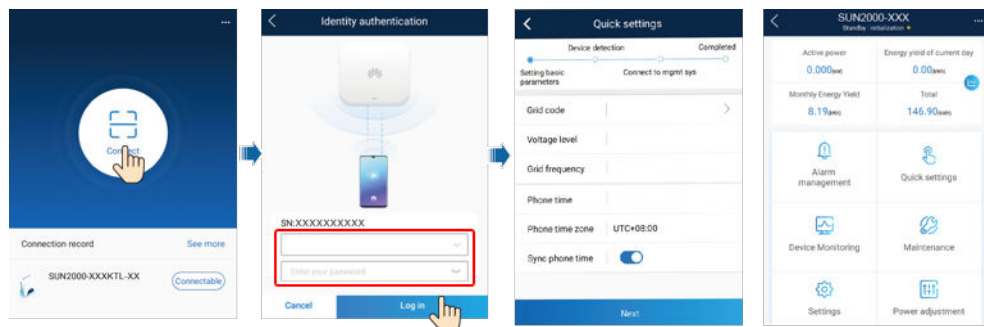 Connect
Connection record
See more
SUN2000-XXXKTL-XX
Connectable
Identity authentication
SN:XXXXXXXXXX
Enter your password
Cancel
Log in
Quick settings
Device detection
Completed
Setting basic
parameters
Connect to mgmt sys
Grid code
Voltage level
Grid frequency
Phone time
Phone time zone
UTC+08:00
Sync phone time
Next
SUN2000-XXX
Standby: initialization
Active power
Energy yield of current day
0.000(kW)
0.00(kWh)
Monthly Energy Yield
Total
8.19(kWh)
146.90(kWh)
Alarm
management
Quick settings
Device Monitoring
Maintenance
Settings
Power adjustment